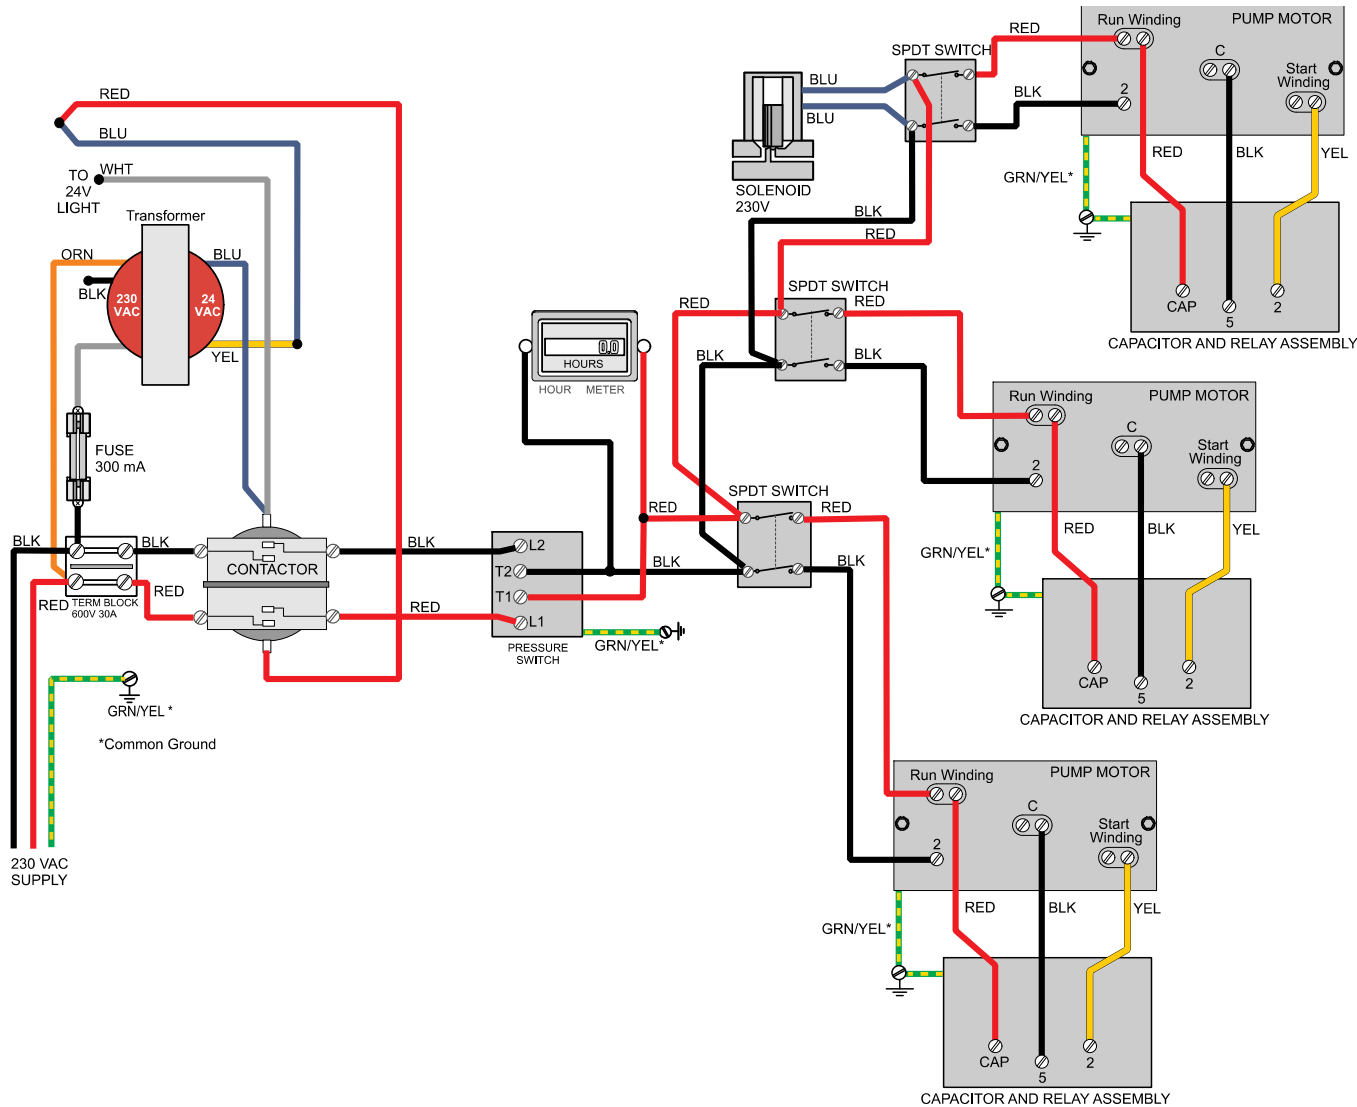 RED
BLU
WHT
TO
24V
LIGHT
Transformer
ORN
BLU
BLK
230
VAC
24
VAC
YEL
FUSE
300 mA
BLK
BLK
CONTACTOR
RED
RED
TERM BLOCK
600V 30A
GRN/YEL *
*Common Ground
230 VAC
SUPPLY
BLK
RED
0.0
HOURS
HOUR METER
L2
T2
T1
L1
PRESSURE
SWITCH
GRN/YEL*
RED
BLK
SOLENOID
230V
BLU
BLU
SPDT SWITCH
RED
BLK
BLK
RED
SPDT SWITCH
RED
RED
BLK
BLK
SPDT SWITCH
RED
BLK
Run Winding
PUMP MOTOR
C
Start
Winding
2
RED
BLK
YEL
GRN/YEL*
CAP
5
2
CAPACITOR AND RELAY ASSEMBLY
Run Winding
PUMP MOTOR
C
Start
Winding
2
RED
BLK
YEL
GRN/YEL*
CAP
5
2
CAPACITOR AND RELAY ASSEMBLY
Run Winding
PUMP MOTOR
C
Start
Winding
2
RED
BLK
YEL
GRN/YEL*
CAP
5
2
CAPACITOR AND RELAY ASSEMBLY